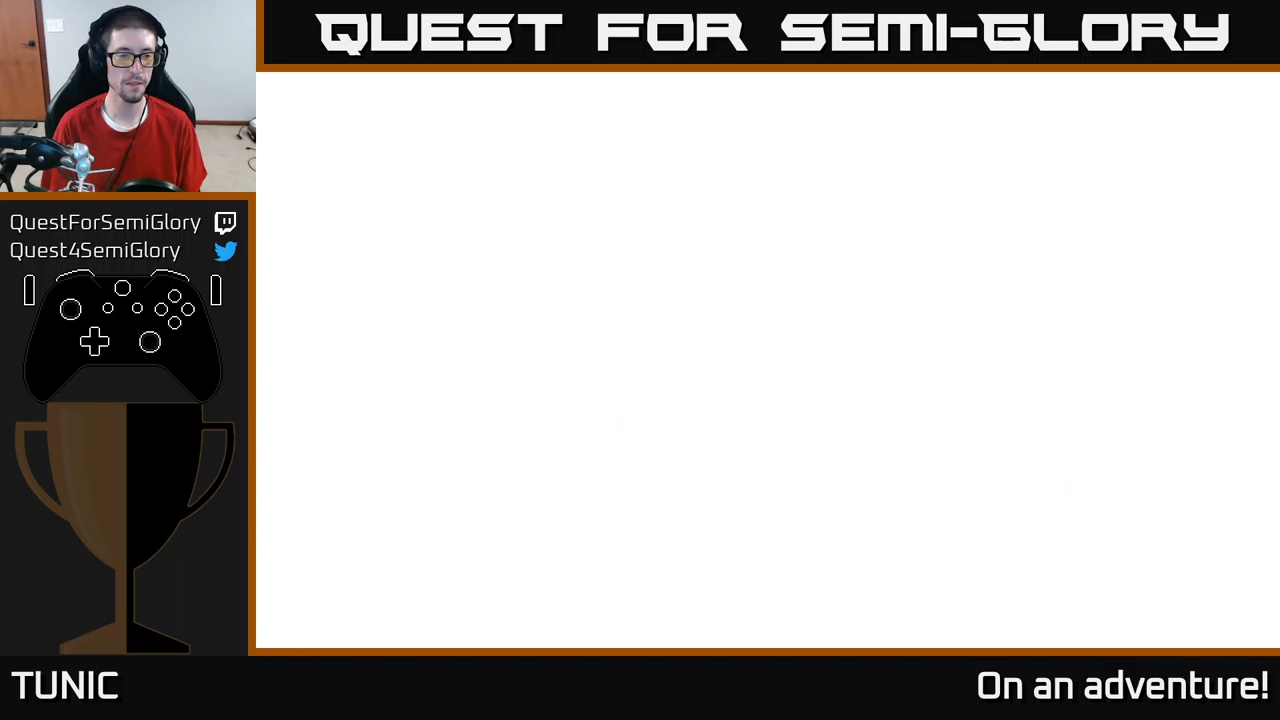 QUEST FOR SEMI-GLORY
QuestForSemiGlory
Quest4SemiGlory
TUNIC
On an adventure!